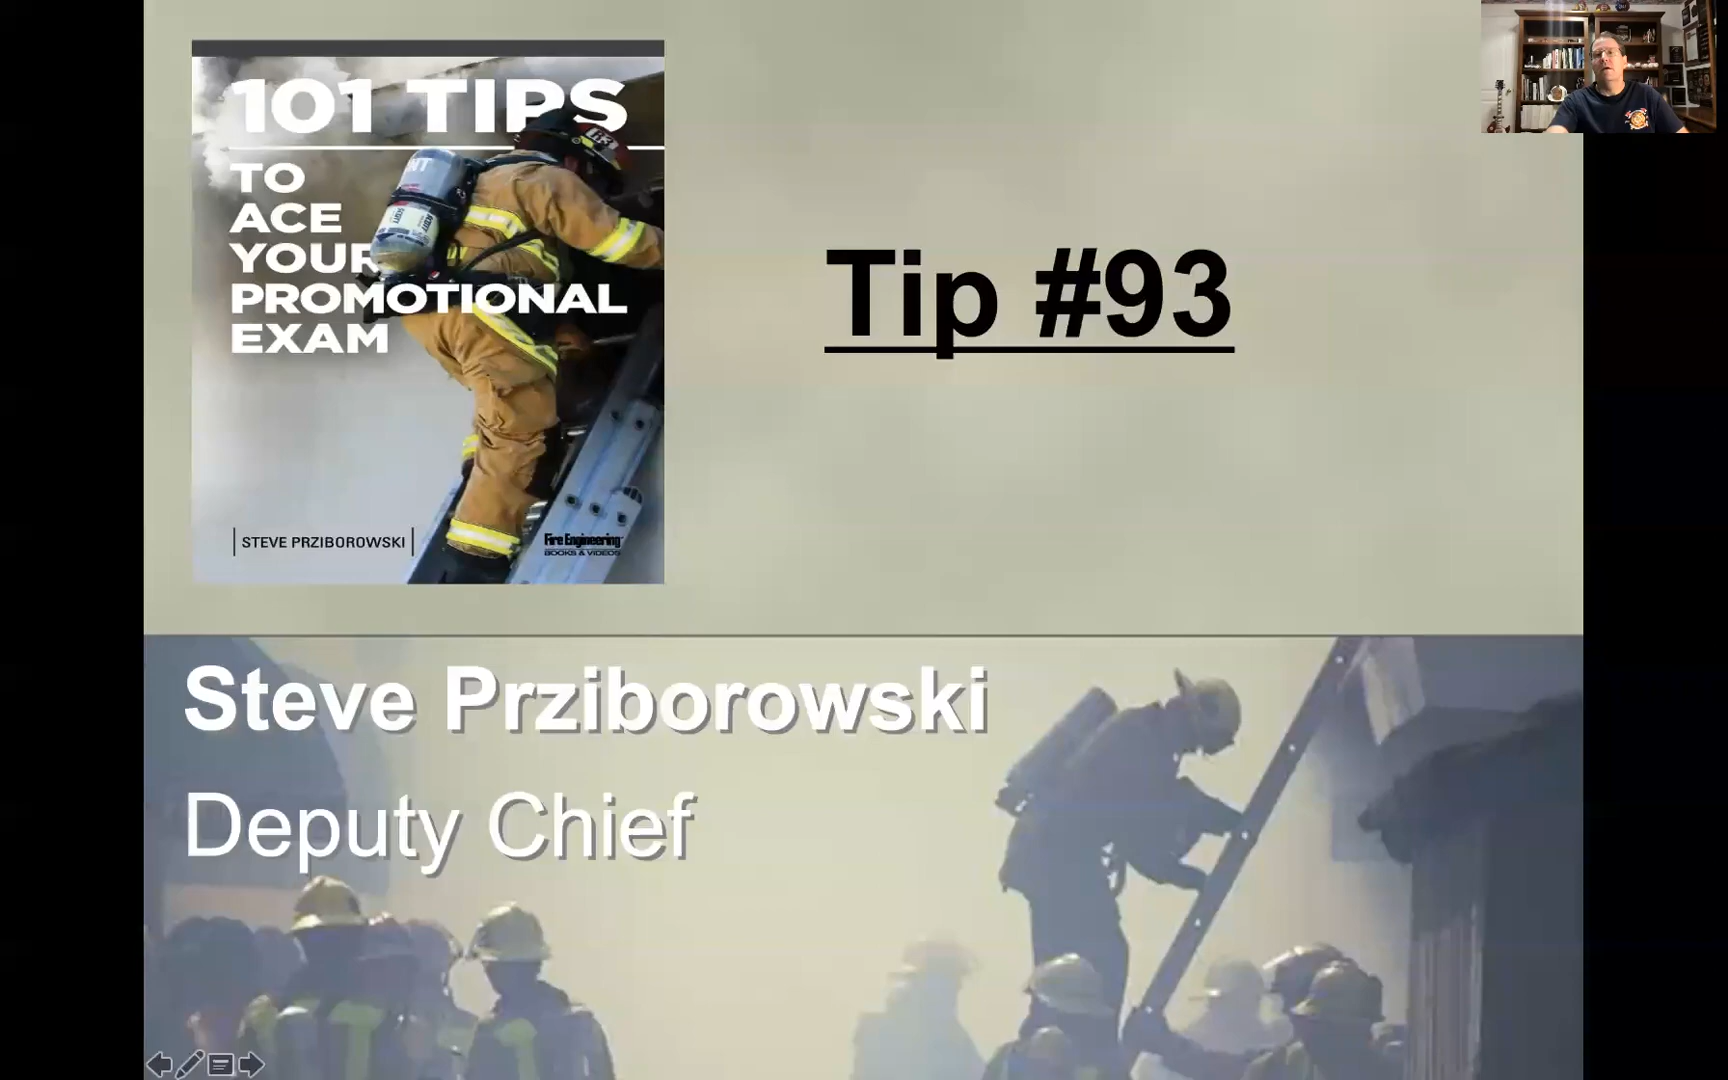 101 TIPS
TO
ACE
YOUR
PROMOTIONAL
EXAM
STEVE PRZIBOROWSKI
Fire Engineering
BOOKS & VIDEOS
Tip #93
Steve Prziborowski
Deputy Chief